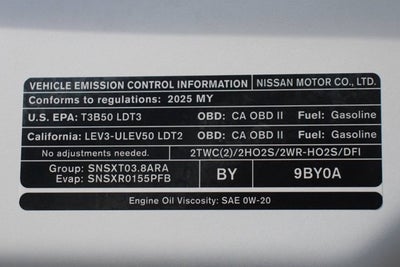 VEHICLE EMISSION CONTROL INFORMATION NISSAN MOTOR CO., LTD.
Conforms to regulations: 2025 MY
U.S. EPA: T3B50 LDT3 OBD: CA OBD II Fuel: Gasoline
California: LEV3-ULEV50 LDT2 OBD: CA OBD II Fuel: Gasoline
No adjustments needed. 2TWC(2)/2HO2S/2WR-HO2S/DFI
Group: SNSXT03.8ARA
Evap: SNSXR0155PFB
BY 9BY0A
Engine Oil Viscosity: SAE 0W-20